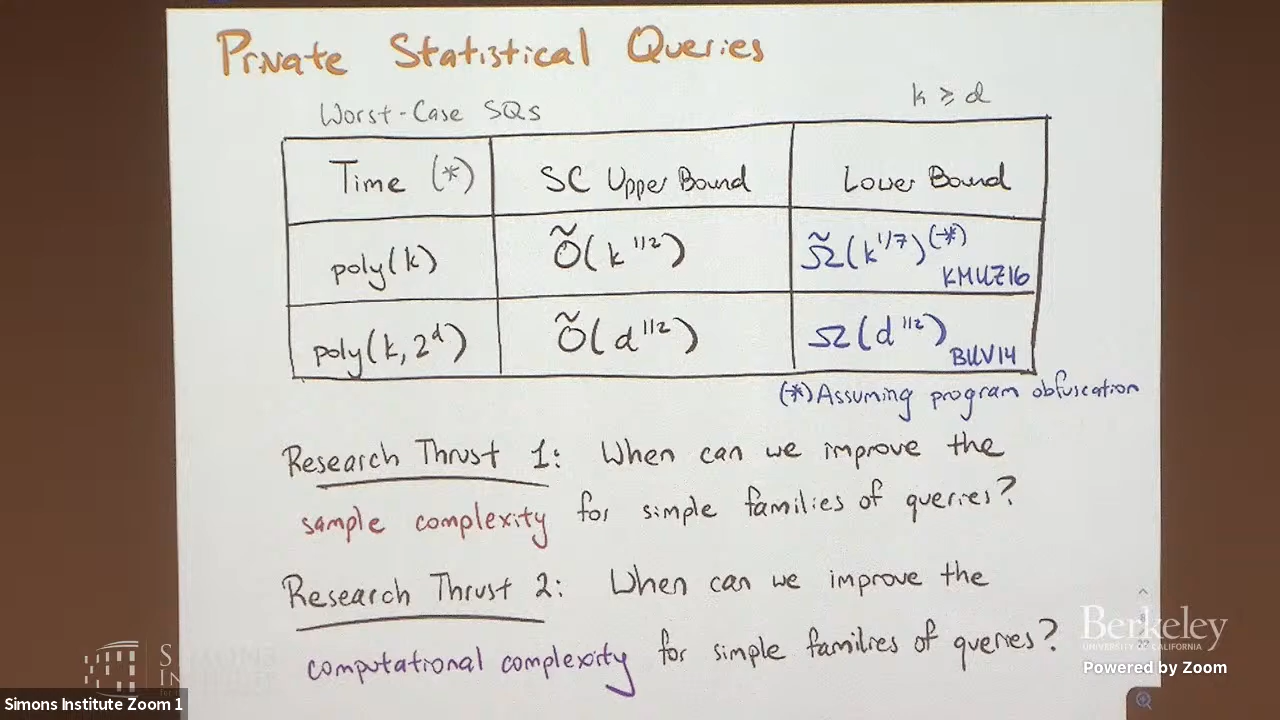 Private Statistical Queries
Worst-Case SQs
k ≥ d
Time (*) SC Upper Bound Lower Bound
poly(k) Õ(k^1/2) Ω̃(k^1/7)(*) KMUZ16
poly(k, 2^d) Õ(d^1/2) Ω(d^1/2) BUV14
(*) Assuming program obfuscation
Research Thrust 1: When can we improve the
sample complexity for simple families of queries?
Research Thrust 2: When can we improve the
computational complexity for simple families of queries?
Berkeley
UNIVERSITY OF CALIFORNIA
Powered by Zoom
Simons Institute Zoom 1